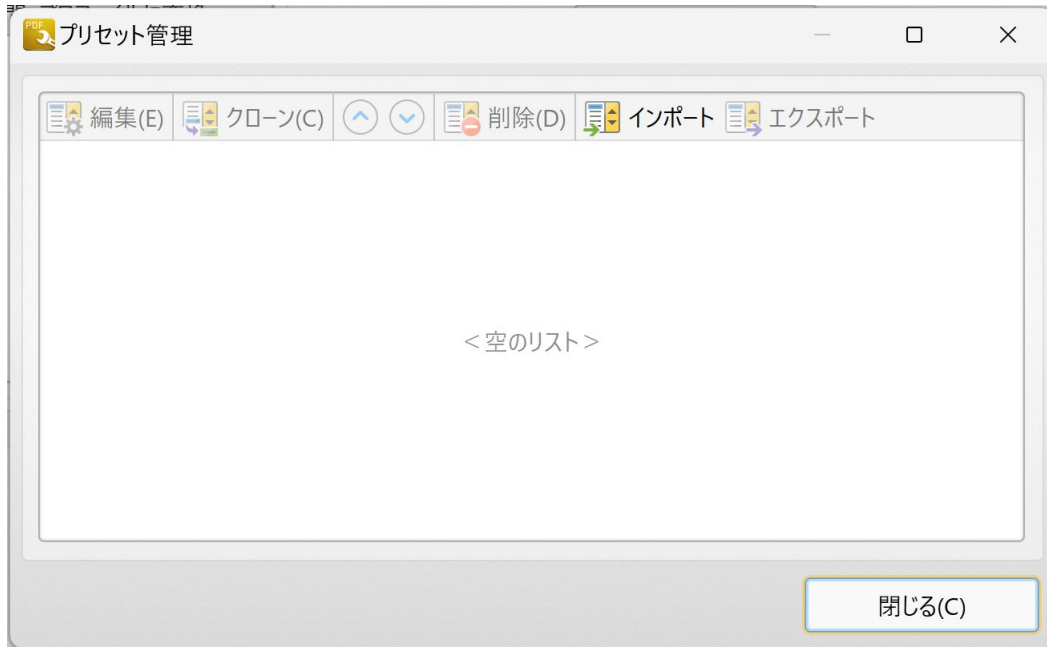 PDF プリセット管理
編集(E) クローン(C) 削除(D) インポート エクスポート
<空のリスト>
閉じる(C)